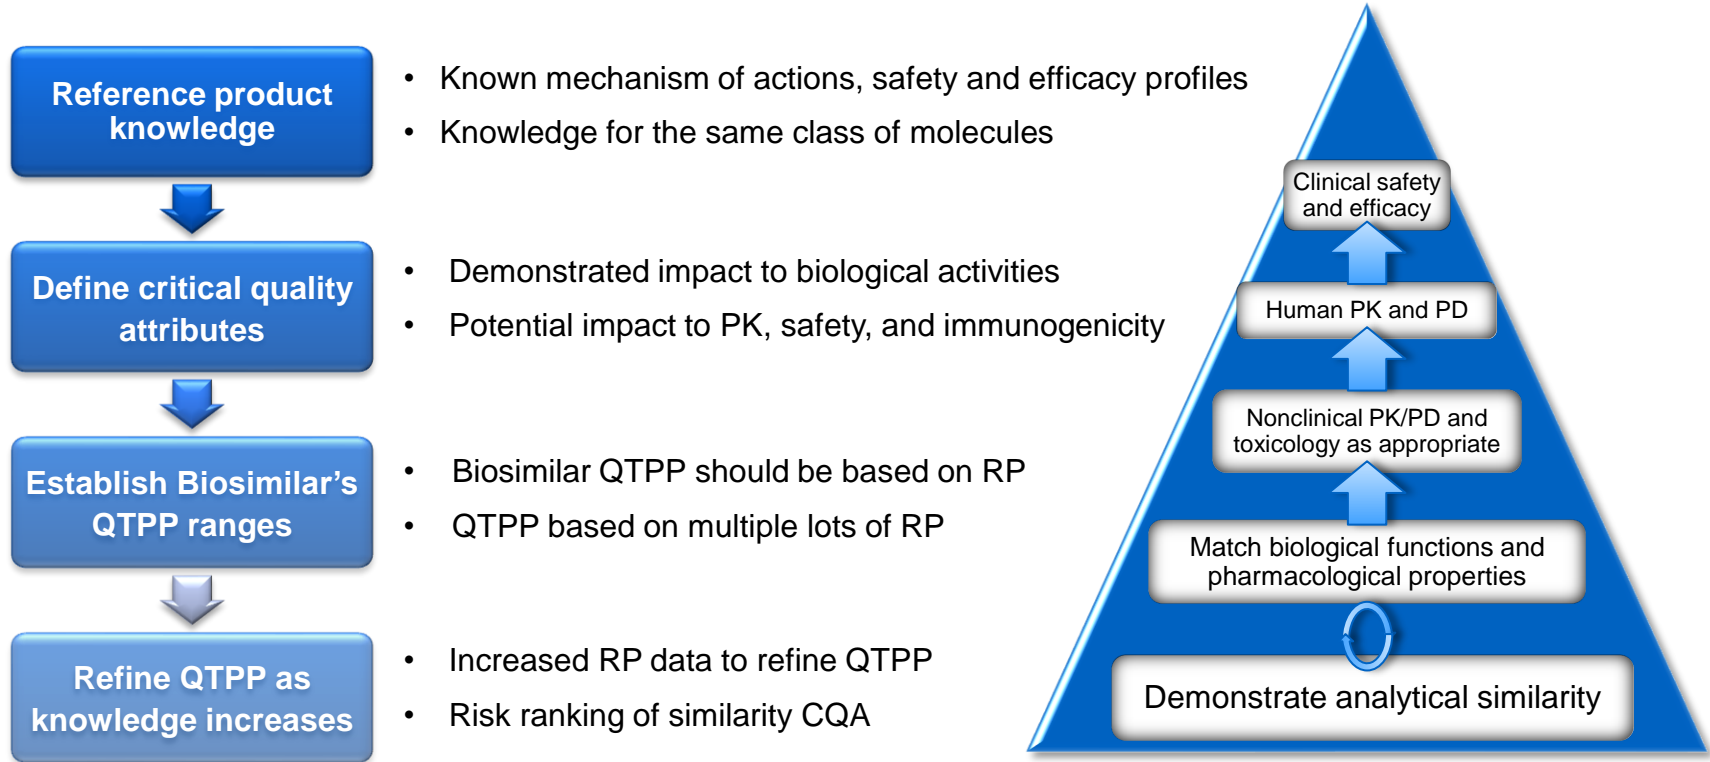 Reference product
knowledge
• Known mechanism of actions, safety and efficacy profiles
• Knowledge for the same class of molecules
Define critical quality
attributes
• Demonstrated impact to biological activities
• Potential impact to PK, safety, and immunogenicity
Establish Biosimilar’s
QTPP ranges
• Biosimilar QTPP should be based on RP
• QTPP based on multiple lots of RP
Refine QTPP as
knowledge increases
• Increased RP data to refine QTPP
• Risk ranking of similarity CQA
Clinical safety
and efficacy
Human PK and PD
Nonclinical PK/PD and
toxicology as appropriate
Match biological functions and
pharmacological properties
Demonstrate analytical similarity